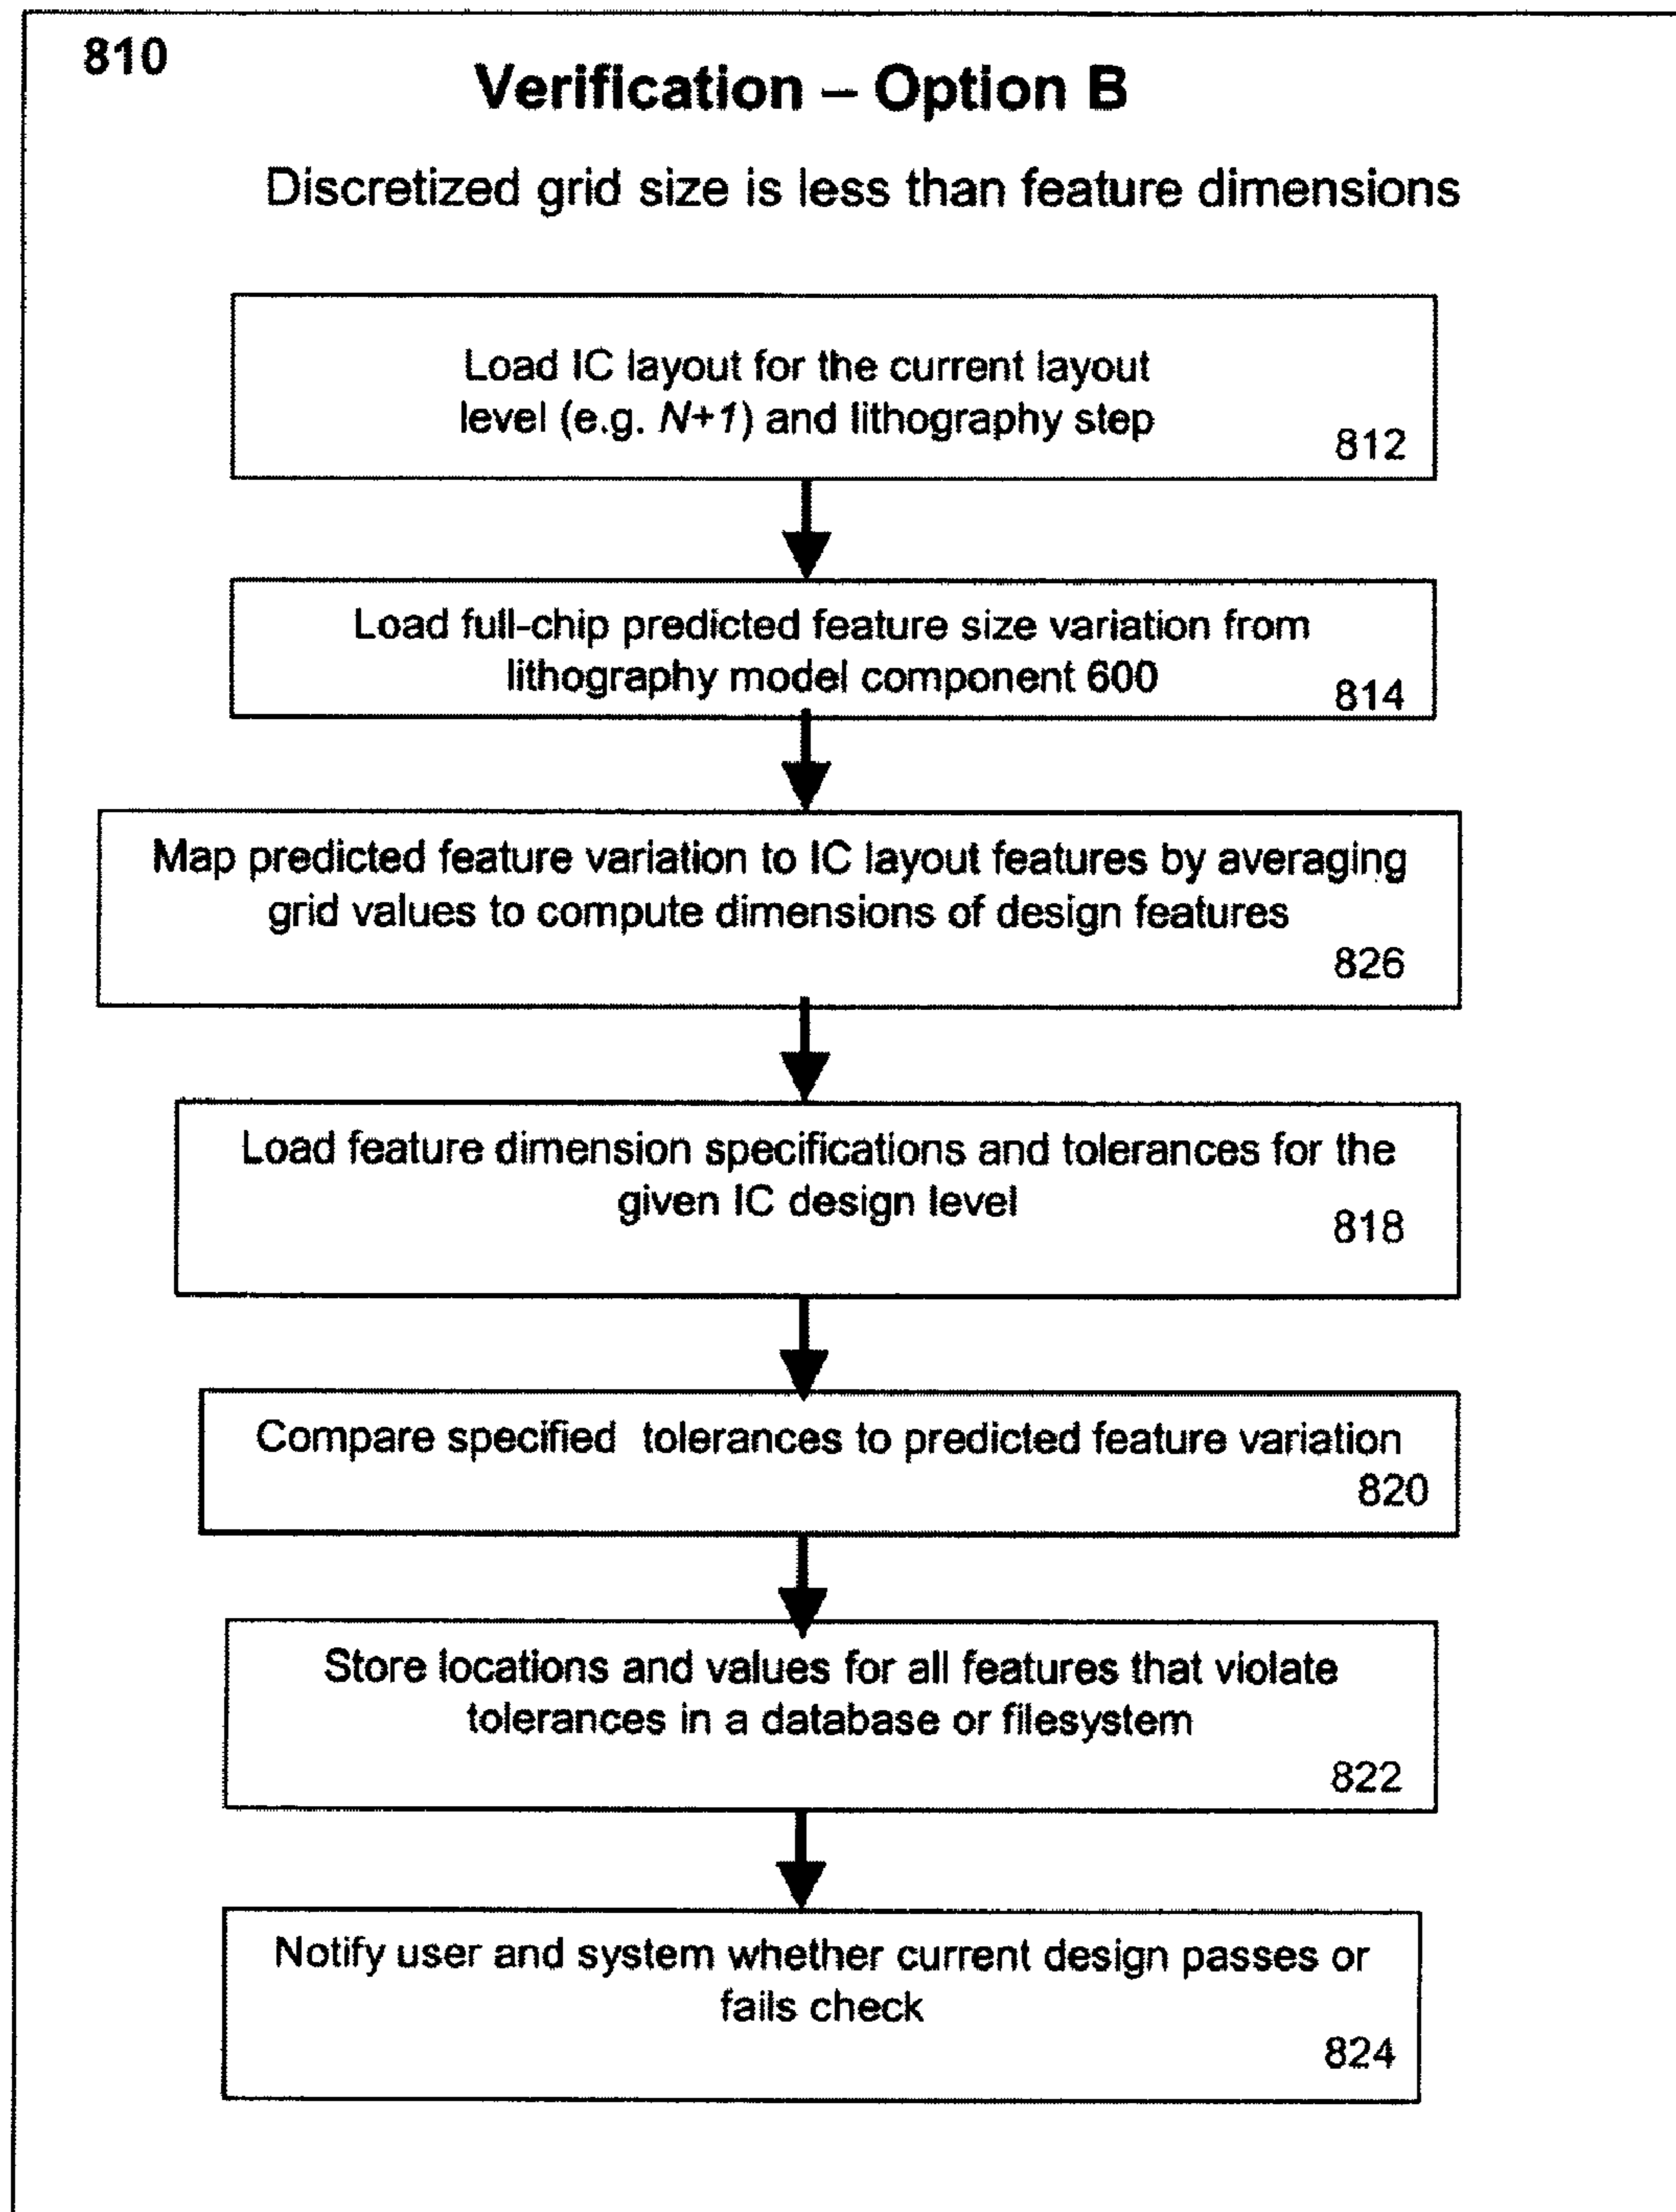 810
Verification – Option B
Discretized grid size is less than feature dimensions
Load IC layout for the current layout
level (e.g. N+1) and lithography step
812
Load full-chip predicted feature size variation from
lithography model component 600
814
Map predicted feature variation to IC layout features by averaging
grid values to compute dimensions of design features
826
Load feature dimension specifications and tolerances for the
given IC design level
818
Compare specified tolerances to predicted feature variation
820
Store locations and values for all features that violate
tolerances in a database or filesystem
822
Notify user and system whether current design passes or
fails check
824